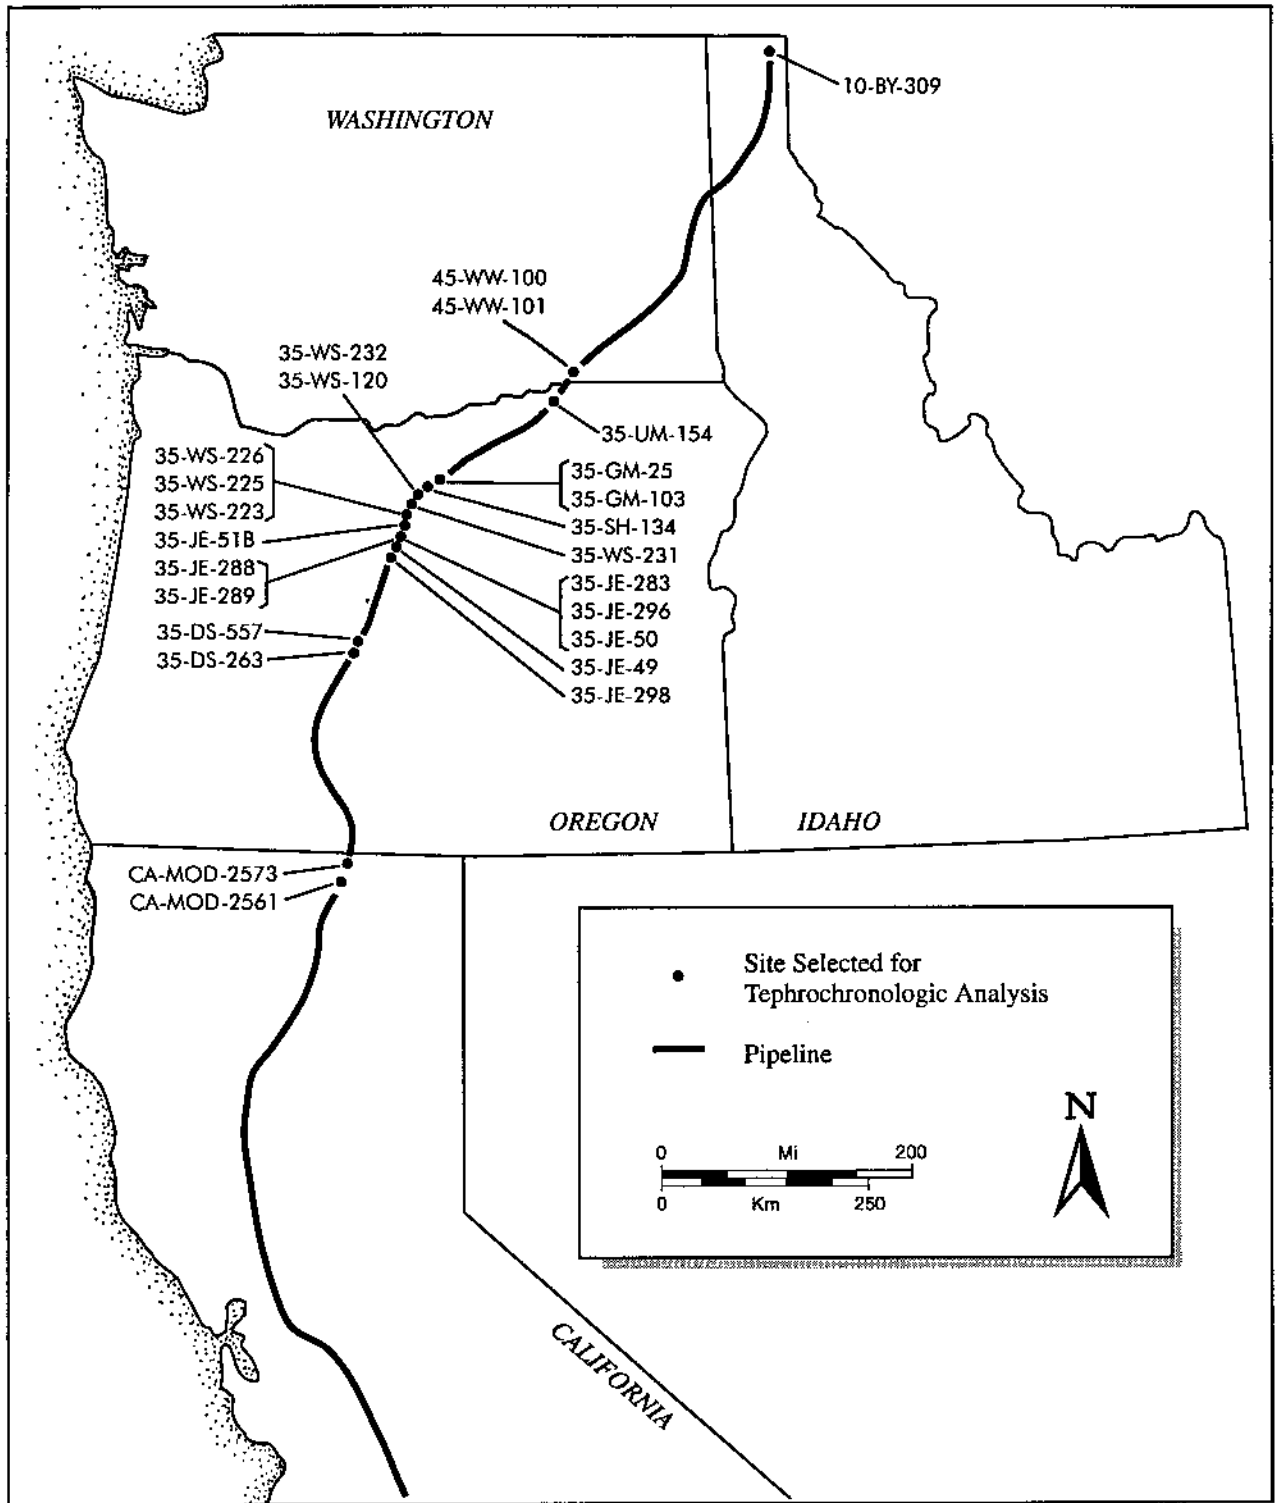 10-BY-309
WASHINGTON
45-WW-100
45-WW-101
35-WS-232
35-WS-120
35-UM-154
35-WS-226
35-WS-225
35-WS-223
35-JE-51B
35-JE-288
35-JE-289
35-DS-557
35-DS-263
35-GM-25
35-GM-103
35-SH-134
35-WS-231
35-JE-283
35-JE-296
35-JE-50
35-JE-49
35-JE-298
OREGON
IDAHO
CA-MOD-2573
CA-MOD-2561
Site Selected for
Tephrochronologic Analysis
Pipeline
N
0 Mi 200
0 Km 250
CALIFORNIA